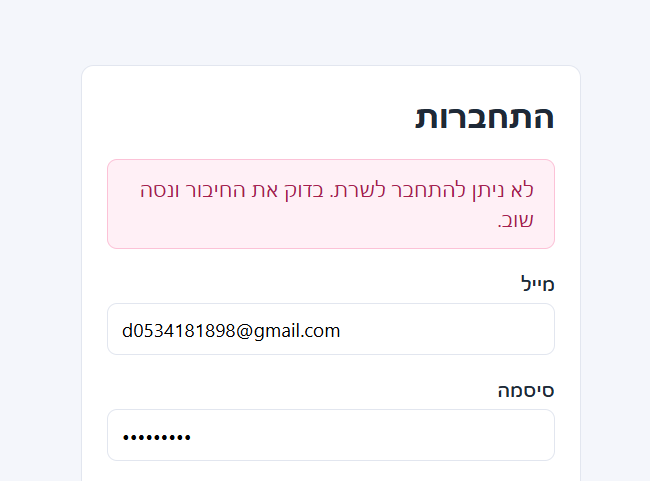 התחברות
לא ניתן להתחבר לשרת. בדוק את החיבור ונסה
שוב.
מייל
d0534181898@gmail.com
סיסמה
•••••••••